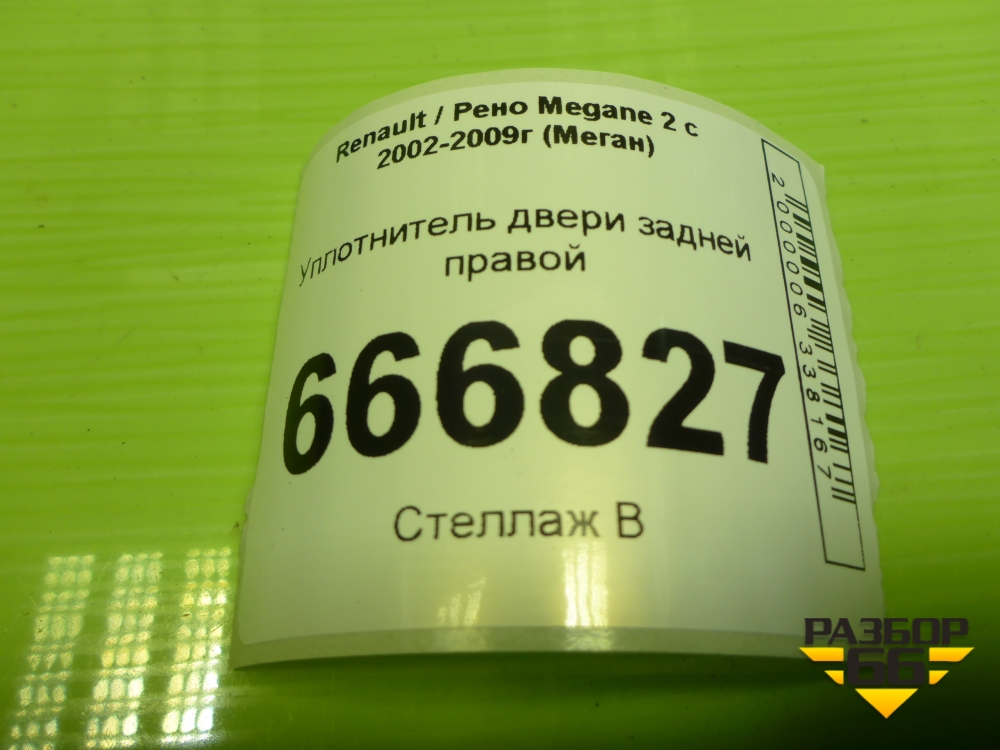 Renault / Рено Megane 2 с
2002-2009г (Меган)
Уплотнитель двери задней
правой
666827
Стеллаж В
2000006338167
РАЗБОР
66